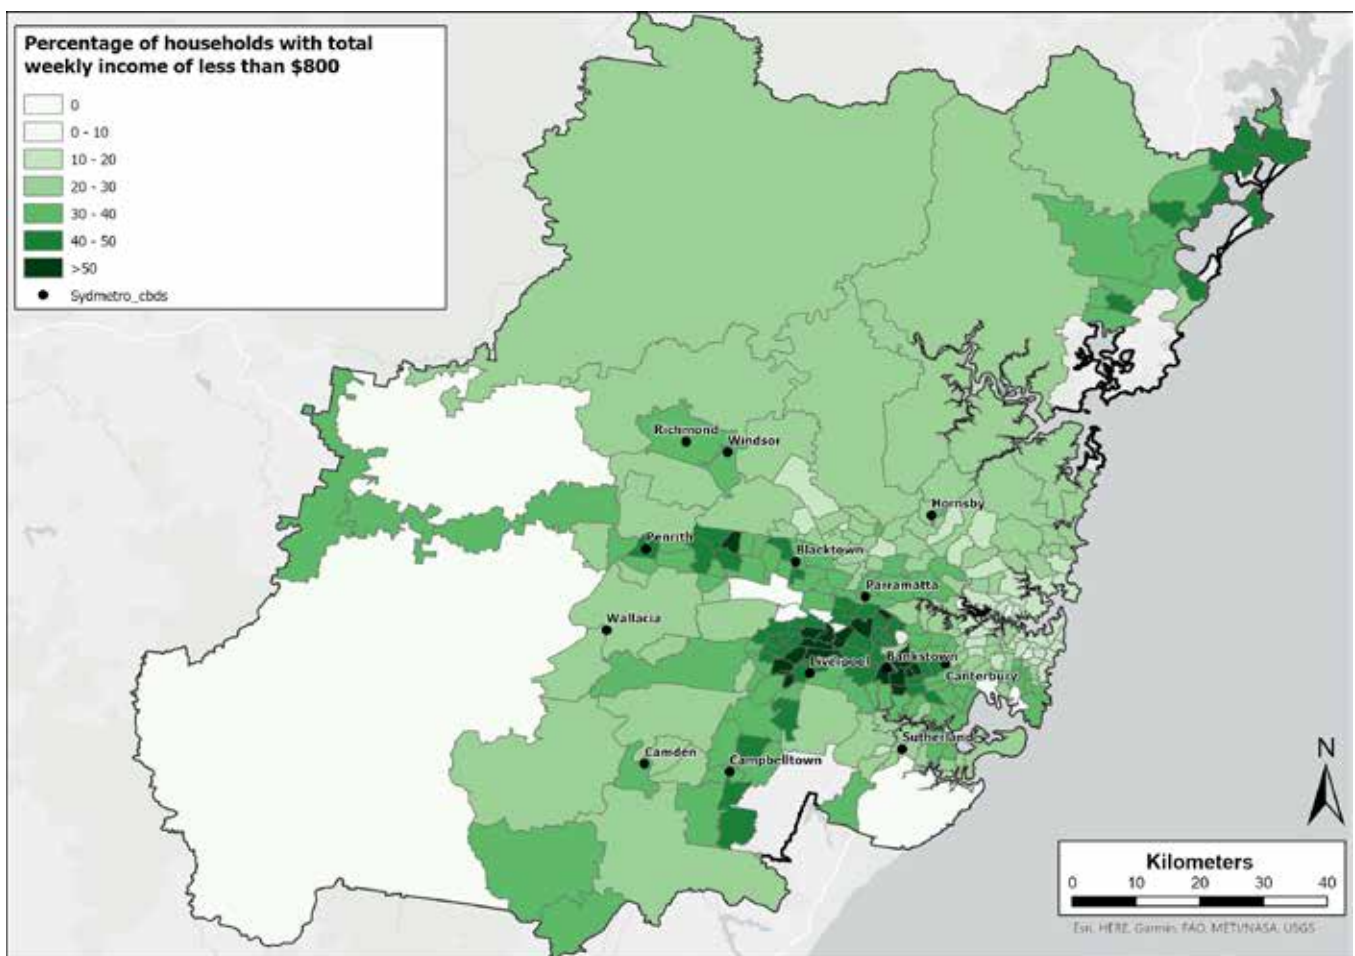 Percentage of households with total
weekly income of less than $800
0
0 - 10
10 - 20
20 - 30
30 - 40
40 - 50
>50
Sydmetro_cbds
Richmond
Windsor
Hornsby
Penrith
Blacktown
Parramatta
Wallacia
Liverpool
Bankstown
Canterbury
Sutherland
Camden
Campbelltown
N
Kilometers
0 10 20 30 40
Esri, HERE, Garmin, FAO, METI/NASA, USGS